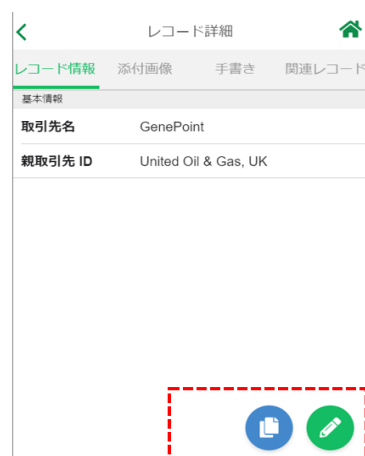 レコード詳細
レコード情報 添付画像 手書き 関連レコード
基本情報
取引先名 GenePoint
親取引先 ID United Oil & Gas, UK